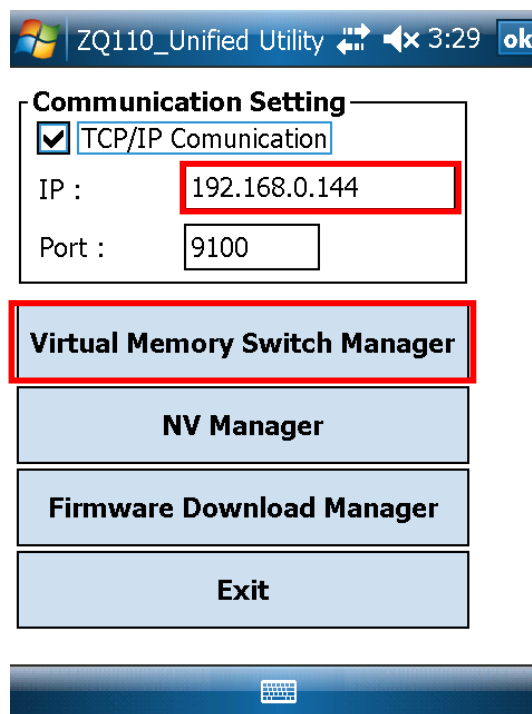 ZQ110_Unified Utility 3:29 ok
Communication Setting
TCP/IP Comunication
IP : 192.168.0.144
Port : 9100
Virtual Memory Switch Manager
NV Manager
Firmware Download Manager
Exit